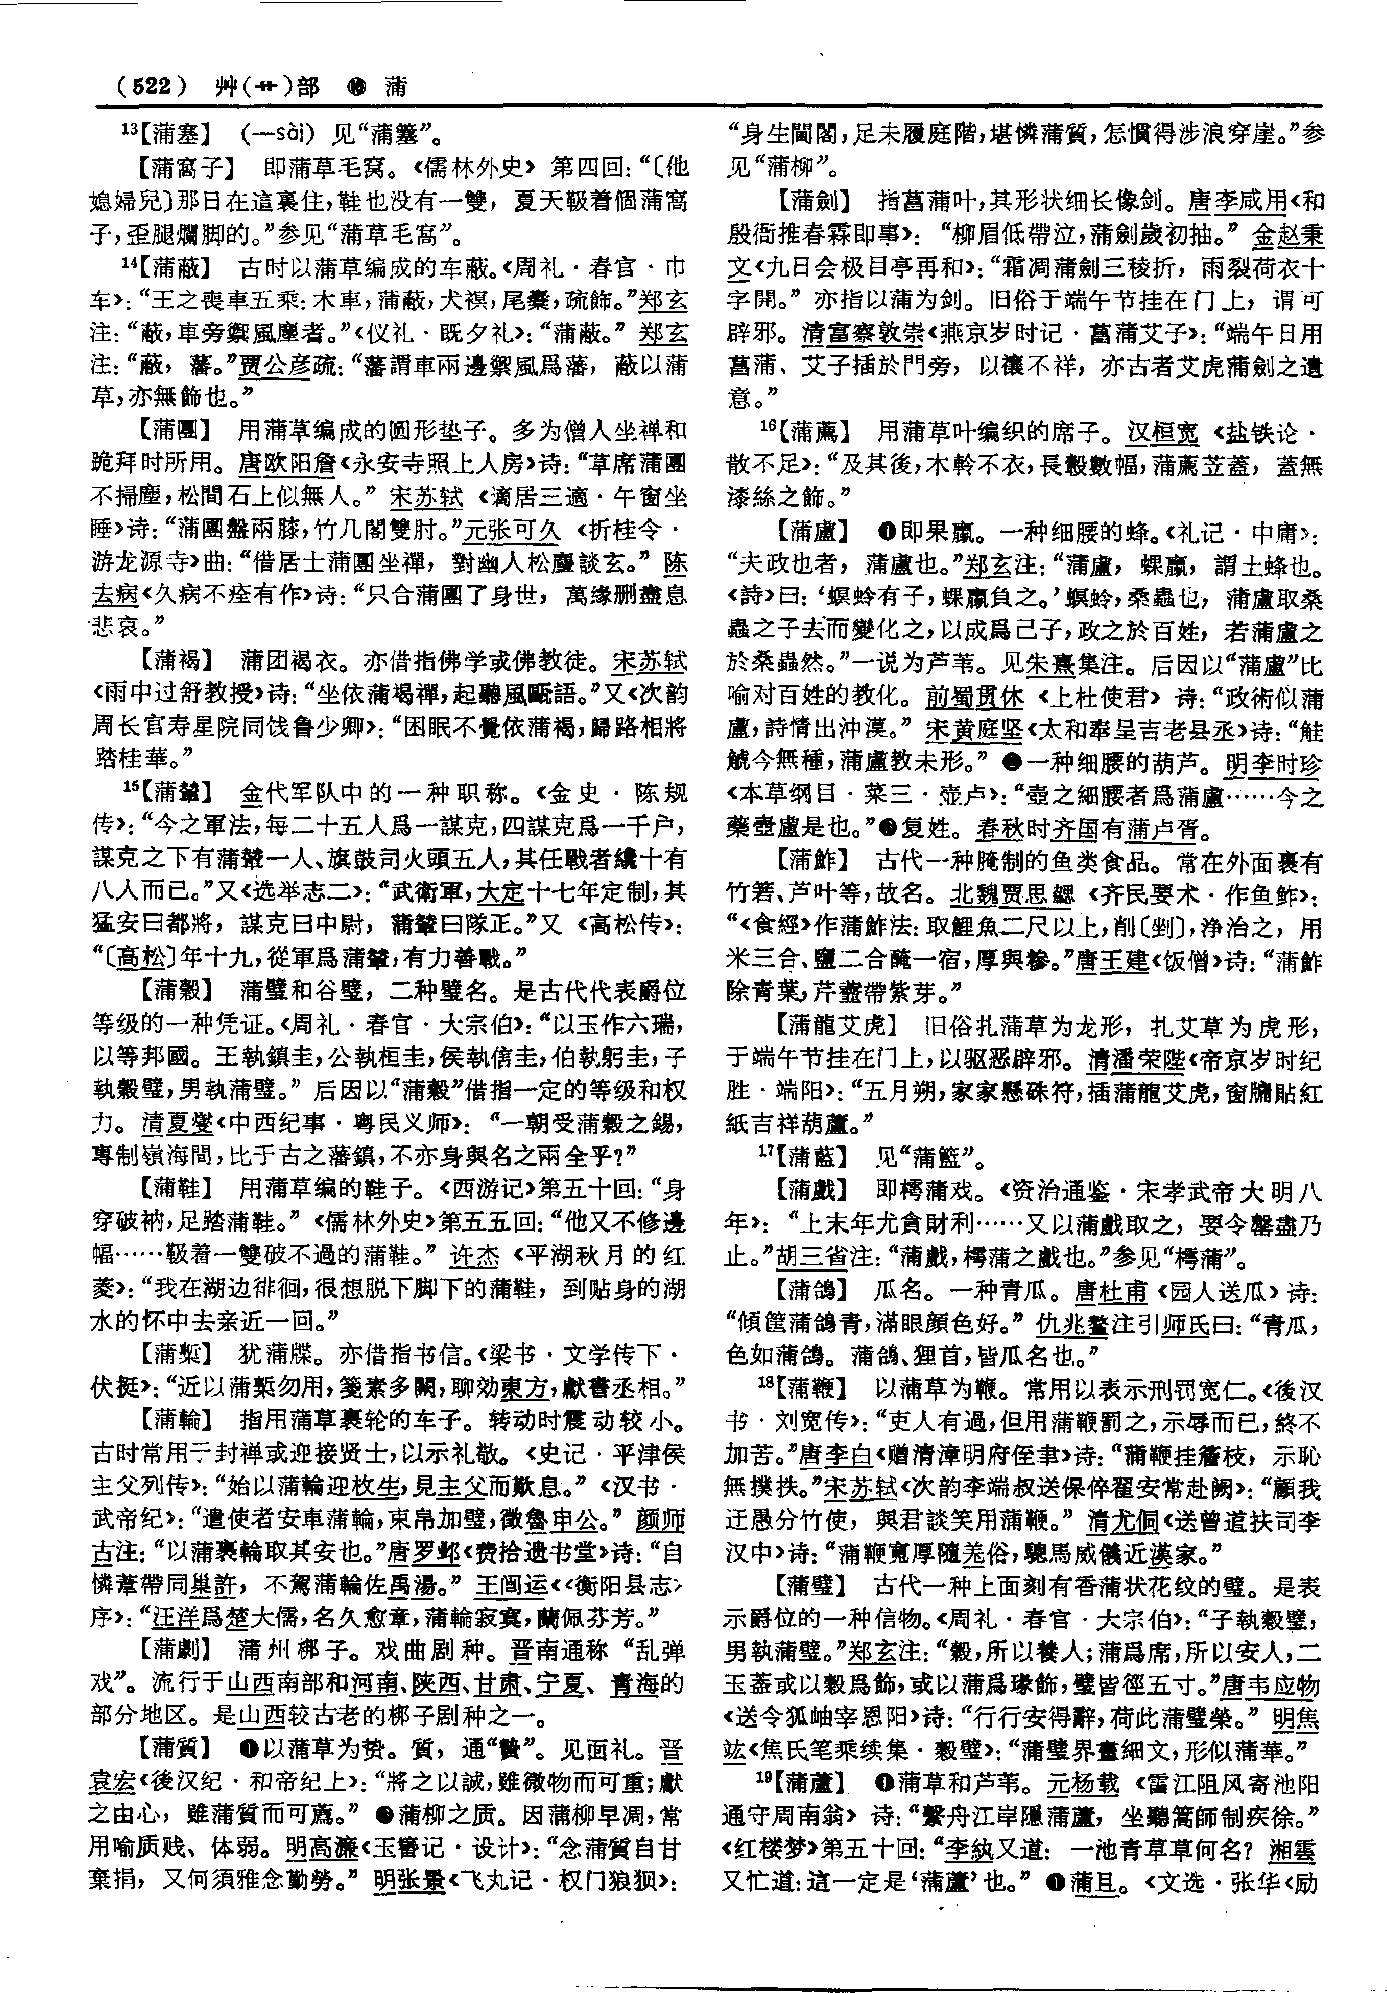 (522) 艸(艹)部 ⑩ 蒲
13【蒲塞】 (—sài) 见“蒲簺”。
【蒲窩子】 即蒲草毛窝。《儒林外史》第四回：“〔他
媳婦兒〕那日在這裏住，鞋也没有一雙，夏天靸着個蒲窩
子，歪腿爛脚的。”参见“蒲草毛窝”。
14【蒲蔽】 古时以蒲草编成的车蔽。《周礼·春官·巾
车》：“王之喪車五乘：木車，蒲蔽，犬𧜀，尾櫜，疏飾。”郑玄
注：“蔽，車旁禦風塵者。”《仪礼·既夕礼》：“蒲蔽。”郑玄
注：“蔽，藩。”贾公彦疏：“藩謂車兩邊禦風爲藩，蔽以蒲
草，亦無飾也。”
【蒲團】 用蒲草编成的圆形垫子。多为僧人坐禅和
跪拜时所用。唐欧阳詹《永安寺照上人房》诗：“草席蒲團
不掃塵，松間石上似無人。”宋苏轼《谪居三適·午窗坐
睡》诗：“蒲團盤兩膝，竹几閣雙肘。”元张可久《折桂令·
游龙源寺》曲：“借居士蒲團坐禪，對幽人松麈談玄。”陈
去病《久病不痊有作》诗：“只合蒲團了身世，萬缘删盡息
悲哀。”
【蒲褐】 蒲团褐衣。亦借指佛学或佛教徒。宋苏轼
《雨中过舒教授》诗：“坐依蒲褐禪，起聽風甌語。”又《次韵
周长官寿星院同饯鲁少卿》：“困眠不覺依蒲褐，歸路相將
踏桂華。”
15【蒲輦】 金代军队中的一种职称。《金史·陈规
传》：“今之軍法，每二十五人爲一謀克，四謀克爲一千户，
謀克之下有蒲輦一人、旗鼓司火頭五人，其任戰者纔十有
八人而已。”又《选举志二》：“武衛軍，大定十七年定制，其
猛安曰都將，謀克曰中尉，蒲輦曰隊正。”又《高松传》：
“〔高松〕年十九，從軍爲蒲輦，有力善戰。”
【蒲穀】 蒲璧和谷璧，二种璧名。是古代代表爵位
等级的一种凭证。《周礼·春官·大宗伯》：“以玉作六瑞，
以等邦國。王執鎮圭，公執桓圭，侯執信圭，伯執躬圭，子
執穀璧，男執蒲璧。”后因以“蒲穀”借指一定的等级和权
力。清夏燮《中西纪事·粤民义师》：“一朝受蒲穀之錫，
專制嶺海間，比于古之藩鎮，不亦身與名之兩全乎？”
【蒲鞋】 用蒲草编的鞋子。《西游记》第五十回：“身
穿破衲，足踏蒲鞋。”《儒林外史》第五五回：“他又不修邊
幅……靸着一雙破不過的蒲鞋。”许杰《平湖秋月的红
菱》：“我在湖边徘徊，很想脱下脚下的蒲鞋，到贴身的湖
水的怀中去亲近一回。”
【蒲槧】 犹蒲牒。亦借指书信。《梁书·文学传下·
伏挺》：“近以蒲槧勿用，箋素多闕，聊効東方，獻書丞相。”
【蒲輪】 指用蒲草裹轮的车子。转动时震动较小。
古时常用于封禅或迎接贤士，以示礼敬。《史记·平津侯
主父列传》：“始以蒲輪迎枚生，見主父而歎息。”《汉书·
武帝纪》：“遣使者安車蒲輪，東帛加璧，徵魯申公。”颜师
古注：“以蒲裹輪取其安也。”唐罗邺《费拾遗书堂》诗：“自
憐葦帶同巢許，不駕蒲輪佐禹湯。”王闿运《〈衡阳县志〉
序》：“汪洋爲楚大儒，名久愈章，蒲輪寂寞，蘭佩芬芳。”
【蒲劇】 蒲州梆子。戏曲剧种。晋南通称“乱弹
戏”。流行于山西南部和河南、陕西、甘肃、宁夏、青海的
部分地区。是山西较古老的梆子剧种之一。
【蒲質】 ❶以蒲草为贽。質，通“贄”。见面礼。晋
袁宏《後汉纪·和帝纪上》：“將之以誠，雖微物而可重；獻
之由心，雖蒲質而可薦。”❷蒲柳之质。因蒲柳早凋，常
用喻质贱、体弱。明高濂《玉簪记·设计》：“念蒲質自甘
棄捐，又何須雅念勤勞。”明张景《飞丸记·权门狼狈》：
“身生閨閣，足未履庭階，堪憐蒲質，怎慣得涉浪穿崖。”参
见“蒲柳”。
【蒲劍】 指菖蒲叶，其形状细长像剑。唐李咸用《和
殷衙推春霖即事》：“柳眉低帶泣，蒲劍鋭初抽。”金赵秉
文《九日会极目亭再和》：“霜凋蒲劍三稜折，雨裂荷衣十
字開。”亦指以蒲为剑。旧俗于端午节挂在门上，谓可
辟邪。清富察敦崇《燕京岁时记·菖蒲艾子》：“端午日用
菖蒲、艾子插於門旁，以禳不祥，亦古者艾虎蒲劍之遺
意。”
16【蒲薦】 用蒲草叶编织的席子。汉桓宽《盐铁论·
散不足》：“及其後，木軨不衣，長轂數幅，蒲薦苙蓋，蓋無
漆絲之飾。”
【蒲盧】 ❶即果蠃。一种细腰的蜂。《礼记·中庸》：
“夫政也者，蒲盧也。”郑玄注：“蒲盧，蜾蠃，謂土蜂也。
《詩》曰：‘螟蛉有子，蜾蠃負之。’螟蛉，桑蟲也，蒲盧取桑
蟲之子去而變化之，以成爲己子，政之於百姓，若蒲盧之
於桑蟲然。”一说为芦苇。见朱熹集注。后因以“蒲盧”比
喻对百姓的教化。前蜀贯休《上杜使君》诗：“政術似蒲
盧，詩情出沖漠。”宋黄庭坚《太和奉呈吉老县丞》诗：“觟
𧣾今無種，蒲盧教未形。”❷一种细腰的葫芦。明李时珍
《本草纲目·菜三·壶卢》：“壺之細腰者爲蒲盧……今之
藥壺盧是也。”❸复姓。春秋时齐国有蒲卢胥。
【蒲鮓】 古代一种腌制的鱼类食品。常在外面裹有
竹箬、芦叶等，故名。北魏贾思勰《齐民要术·作鱼鲊》：
“《食經》作蒲鮓法：取鯉魚二尺以上，削〔剉〕，净治之，用
米三合、鹽二合醃一宿，厚與糝。”唐王建《饭僧》诗：“蒲鮓
除青葉，芹虀帶紫芽。”
【蒲龍艾虎】 旧俗扎蒲草为龙形，扎艾草为虎形，
于端午节挂在门上，以驱恶辟邪。清潘荣陛《帝京岁时纪
胜·端阳》：“五月朔，家家懸硃符，插蒲龍艾虎，窗牖貼紅
紙吉祥葫蘆。”
17【蒲藍】 见“蒲籃”。
【蒲戲】 即樗蒲戏。《资治通鉴·宋孝武帝大明八
年》：“上末年尤貪財利……又以蒲戲取之，要令罄盡乃
止。”胡三省注：“蒲戲，樗蒲之戲也。”参见“樗蒲”。
【蒲鴿】 瓜名。一种青瓜。唐杜甫《园人送瓜》诗：
“傾筐蒲鴿青，滿眼顏色好。”仇兆鳌注引师氏曰：“青瓜，
色如蒲鴿。蒲鴿、狸首，皆瓜名也。”
18【蒲鞭】 以蒲草为鞭。常用以表示刑罚宽仁。《後汉
书·刘宽传》：“吏人有過，但用蒲鞭罰之，示辱而已，終不
加苦。”唐李白《赠清漳明府侄聿》诗：“蒲鞭挂簷枝，示恥
無撲抶。”宋苏轼《次韵李端叔送保倅翟安常赴阙》：“願我
迂愚分竹使，與君談笑用蒲鞭。”清尤侗《送曾道扶司李
汉中》诗：“蒲鞭寬厚隨羌俗，驄馬威儀近漢家。”
【蒲璧】 古代一种上面刻有香蒲状花纹的璧。是表
示爵位的一种信物。《周礼·春官·大宗伯》：“子執穀璧，
男執蒲璧。”郑玄注：“穀，所以養人；蒲爲席，所以安人，二
玉蓋或以穀爲飾，或以蒲爲瑑飾，璧皆徑五寸。”唐韦应物
《送令狐岫宰恩阳》诗：“行行安得辭，荷此蒲璧榮。”明焦
竑《焦氏笔乘续集·穀璧》：“蒲璧界畫細文，形似蒲華。”
19【蒲蘆】 ❶蒲草和芦苇。元杨载《雷江阻风寄池阳
通守周南翁》诗：“繫舟江岸隱蒲蘆，坐聽篙師制疾徐。”
《红楼梦》第五十回：“李紈又道：一池青草草何名？湘雲
又忙道：這一定是‘蒲蘆’也。”❶蒲且。《文选·张华〈励